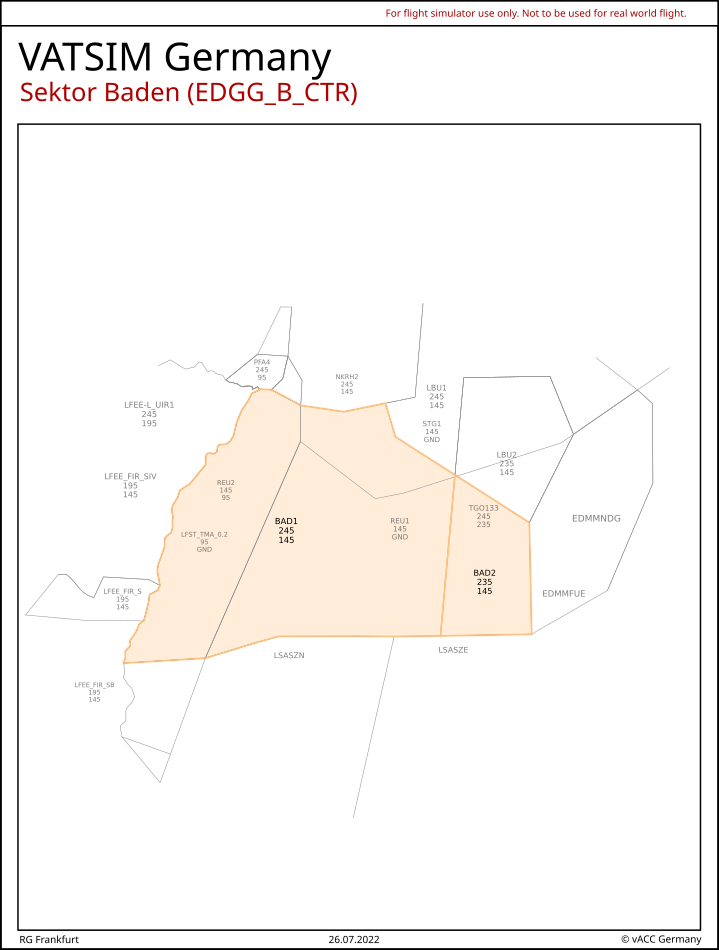 For flight simulator use only. Not to be used for real world flight.
VATSIM Germany
Sektor Baden (EDGG_B_CTR)
PFA4
245
95
NKRH2
245
145
LBU1
245
145
LFEE-L_UIR1
245
195
STG1
145
GND
LBU2
235
145
LFEE_FIR_SIV
195
145
REU2
145
95
TGO133
245
235
BAD1
245
145
REU1
145
GND
EDMMNDG
LFST_TMA_0.2
95
GND
BAD2
235
145
LFEE_FIR_S
195
145
EDMMFUE
LSASZN
LSASZE
LFEE_FIR_SB
195
145
RG Frankfurt
26.07.2022
© vACC Germany